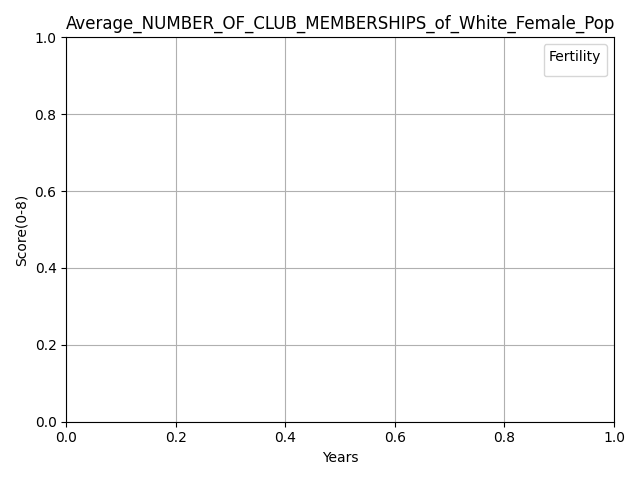 Average_NUMBER_OF_CLUB_MEMBERSHIPS_of_White_Female_Pop
1.0
Fertility
0.8
0.6
Score(0-8)
0.4
0.2
0.0
0.0 0.2 0.4 0.6 0.8 1.0
Years